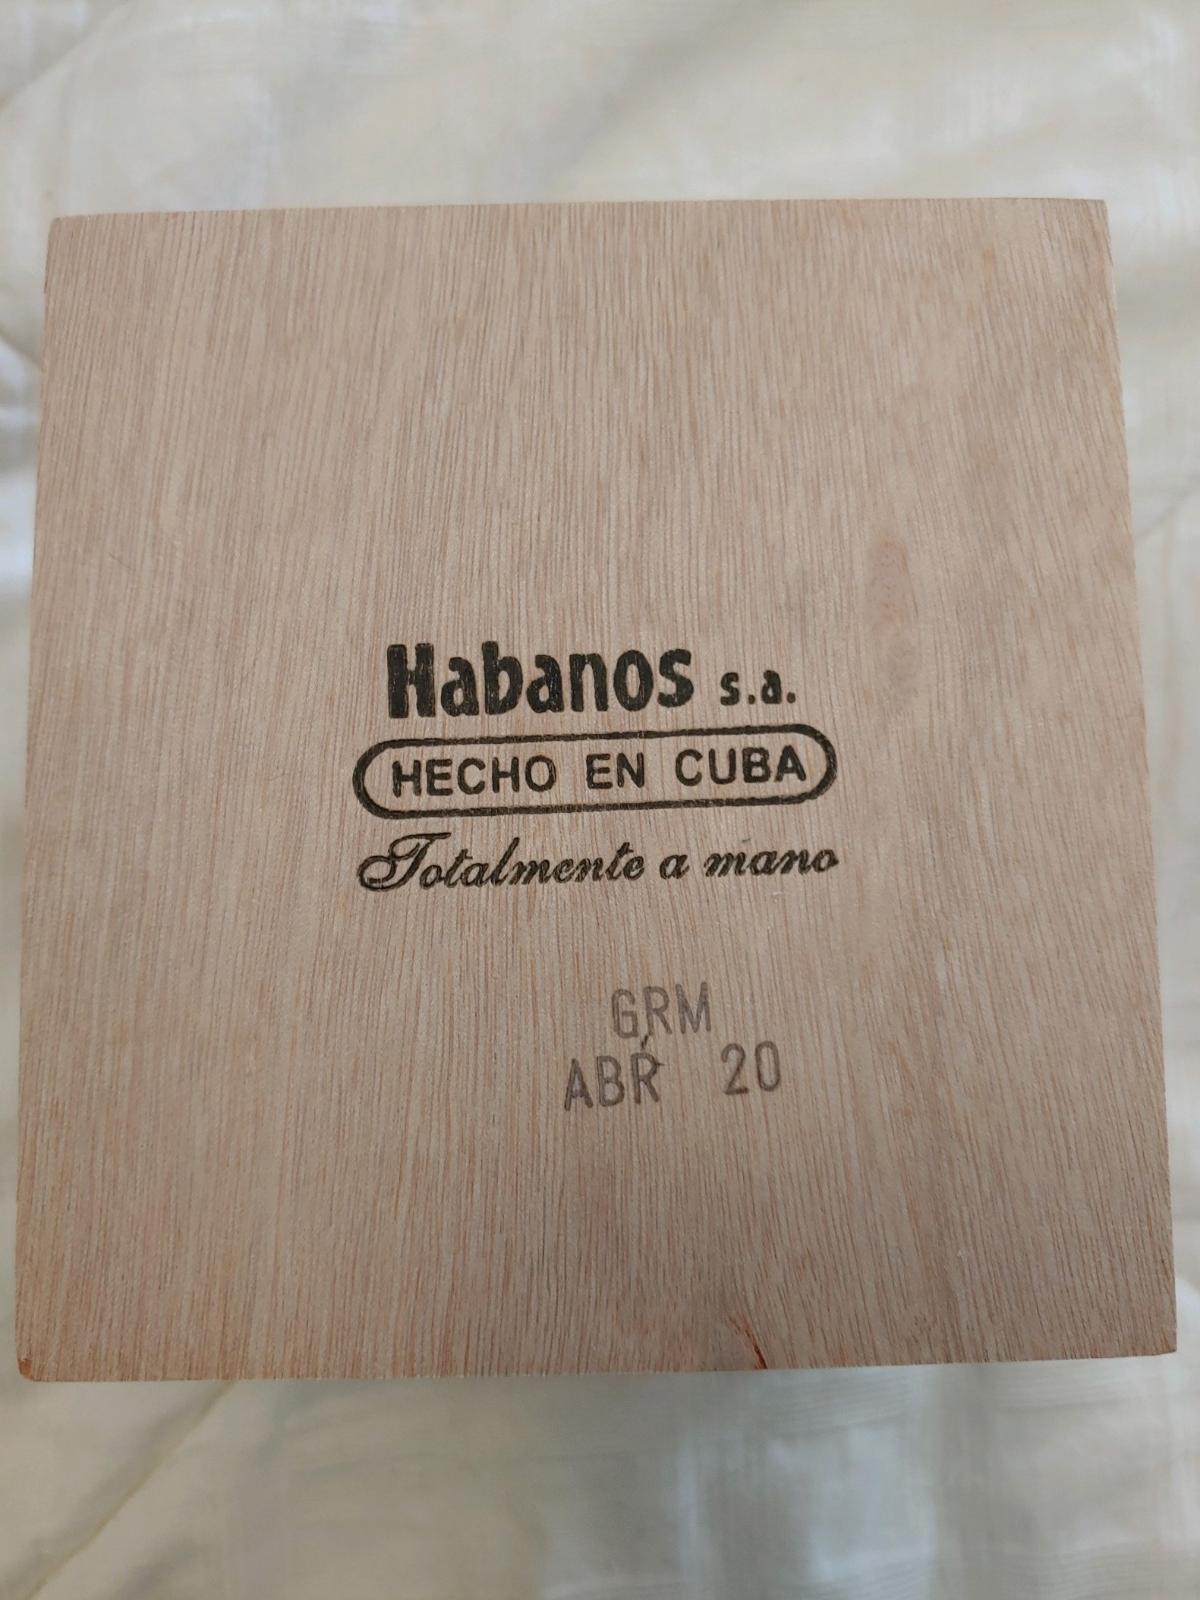 Habanos s.a.
HECHO EN CUBA
Totalmente a mano
GRM
ABR 20